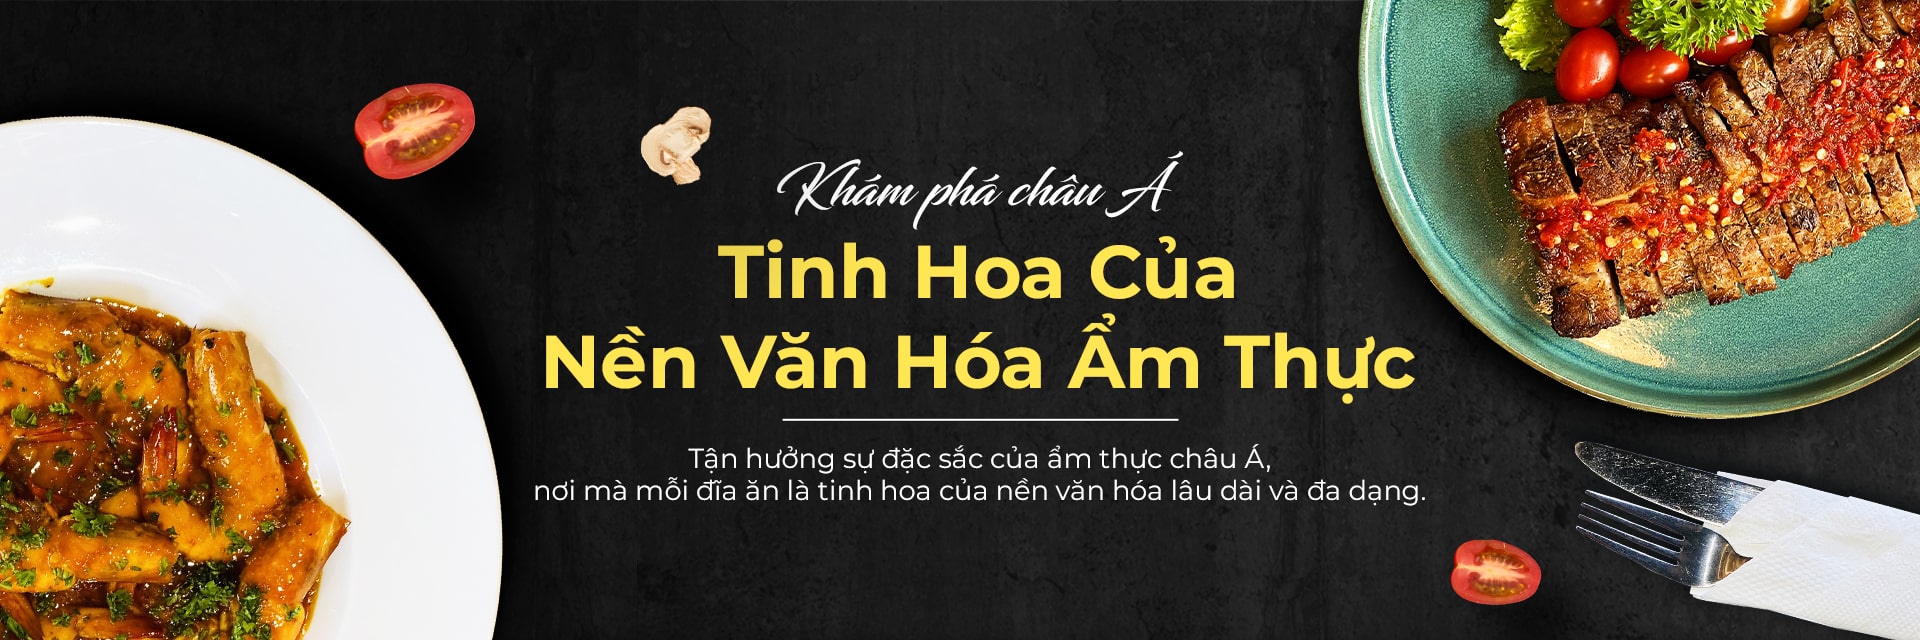 Khám phá châu Á
Tinh Hoa Của
Nền Văn Hóa Ẩm Thực
Tận hưởng sự đặc sắc của ẩm thực châu Á,
nơi mà mỗi đĩa ăn là tinh hoa của nền văn hóa lâu dài và đa dạng.